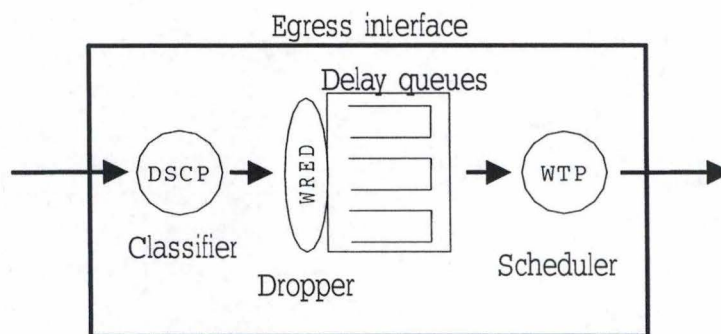 Egress interface
Delay queues
DSCP
WRED
WTP
Classifier
Scheduler
Dropper